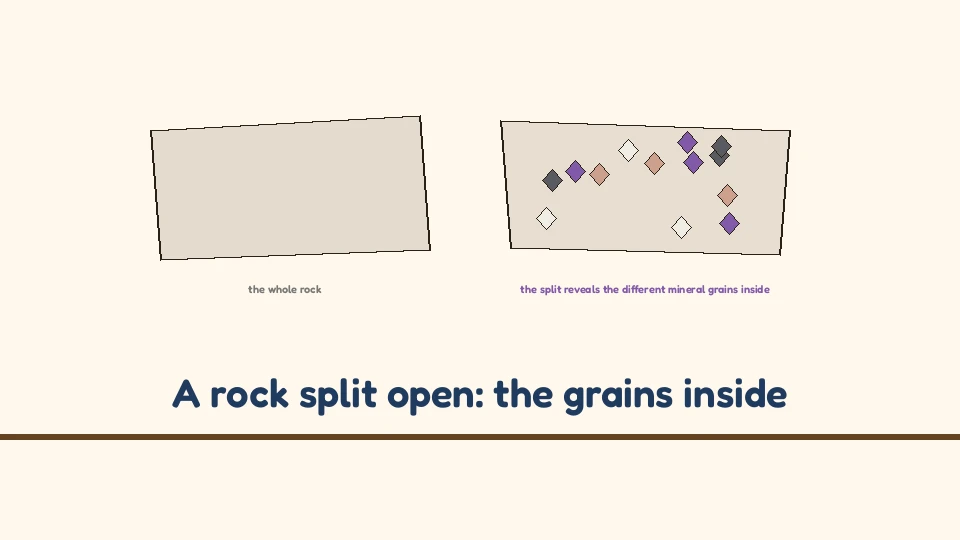 the whole rock
the split reveals the different mineral grains inside
A rock split open: the grains inside